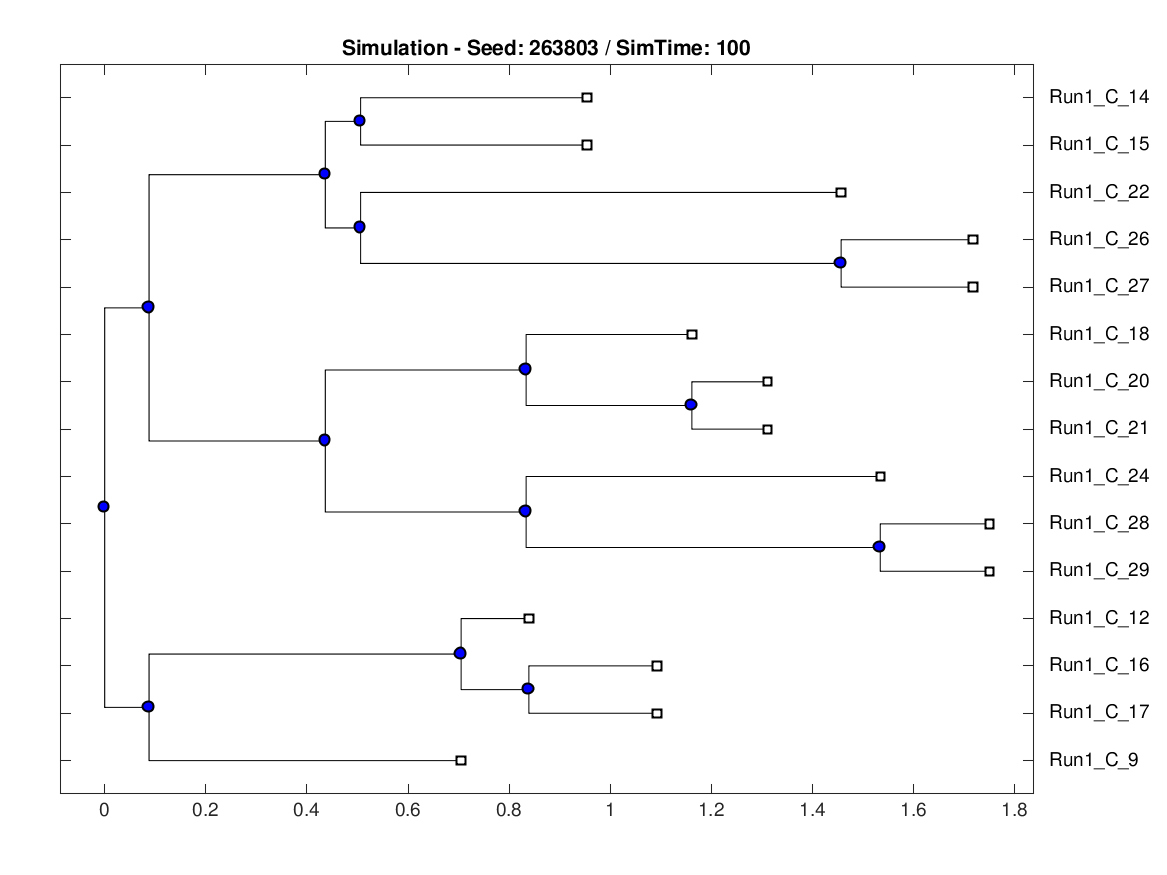 Simulation - Seed: 263803 / SimTime: 100
Run1_C_14
Run1_C_15
Run1_C_22
Run1_C_26
Run1_C_27
Run1_C_18
Run1_C_20
Run1_C_21
Run1_C_24
Run1_C_28
Run1_C_29
Run1_C_12
Run1_C_16
Run1_C_17
Run1_C_9
0 0.2 0.4 0.6 0.8 1 1.2 1.4 1.6 1.8